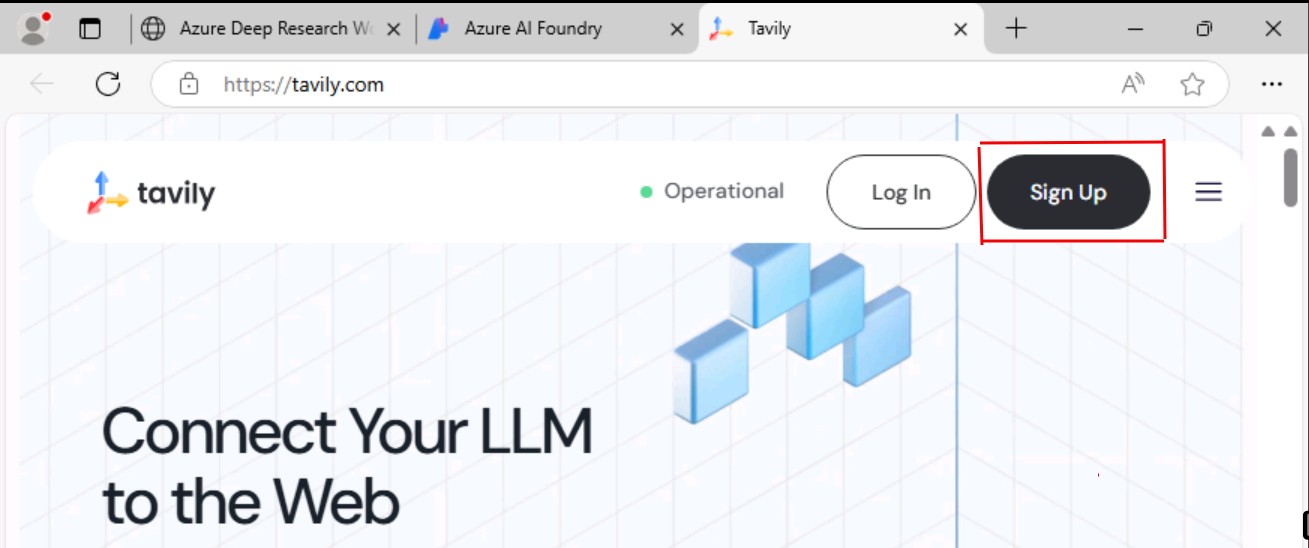 Azure Deep Research Wo
Azure AI Foundry
Tavily
https://tavily.com
A
tavily
Operational
Log In
Sign Up
Connect Your LLM
to the Web